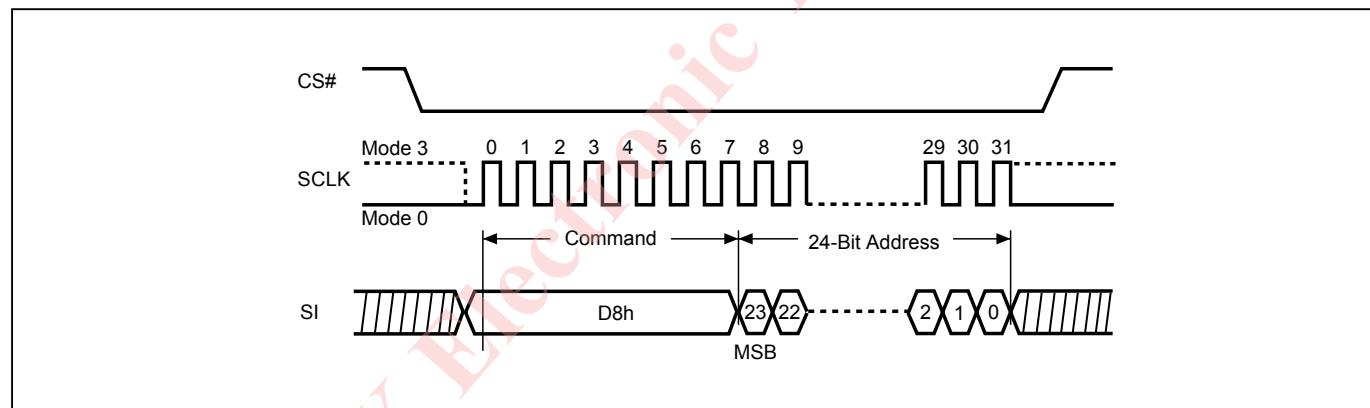 CS#
Mode 3
0 1 2 3 4 5 6 7 8 9 29 30 31
SCLK
Mode 0
Command
24-Bit Address
SI
D8h
23 22 2 1 0
MSB
Electronic